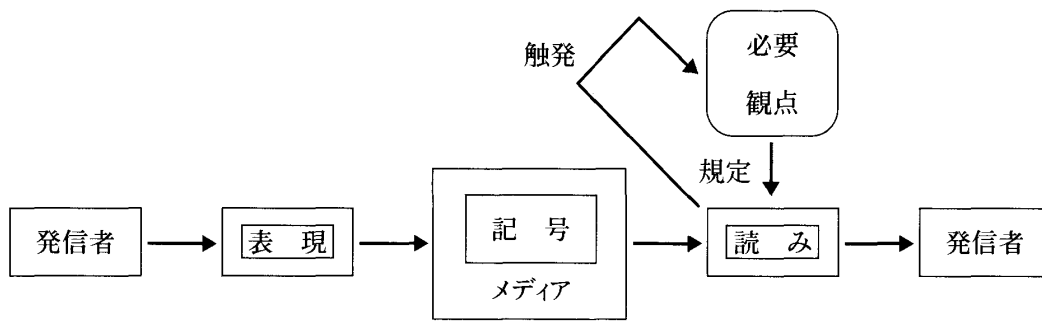 触発
必要
観点
規定
発信者
表 現
記 号
メディア
読 み
発信者